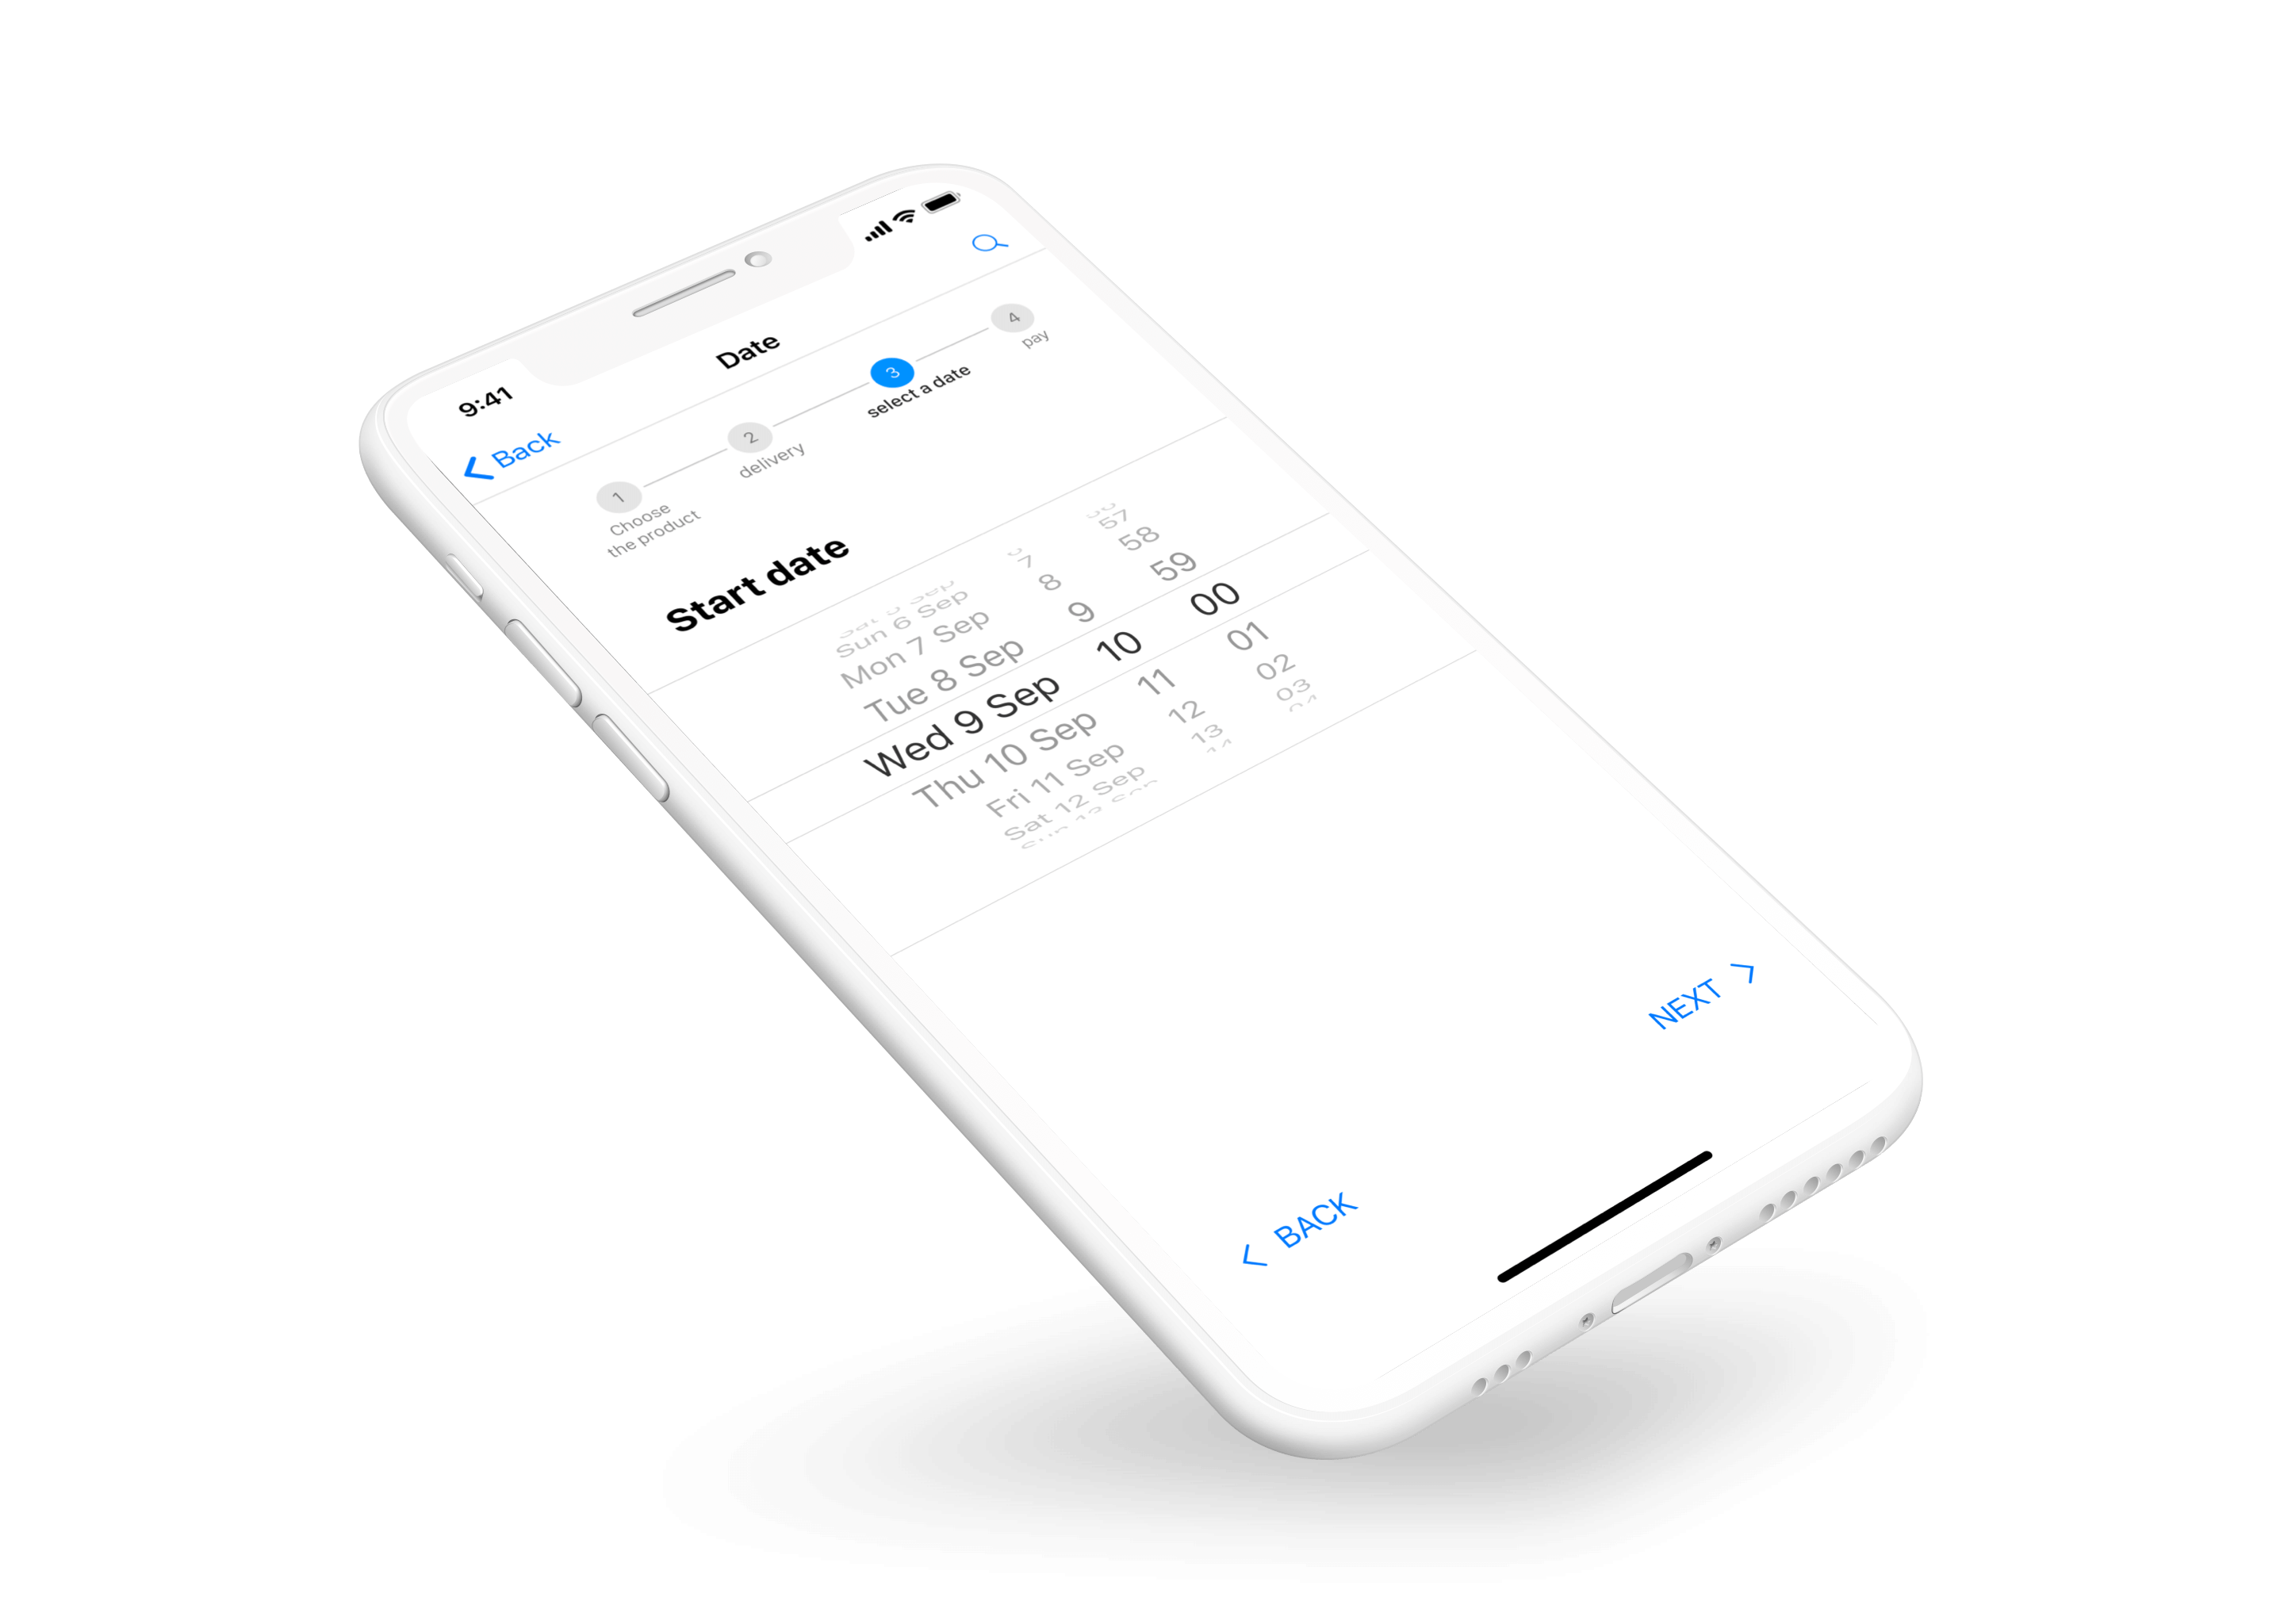 9:41
Back
Date
1
2
3
4
Choose
the product
delivery
select a date
pay
Start date
Sun 6 Sep 7 57
Mon 7 Sep 8 58
Tue 8 Sep 9 59
Wed 9 Sep 10 00
Thu 10 Sep 11 01
Fri 11 Sep 12 02
Sat 12 Sep 13 03
BACK
NEXT